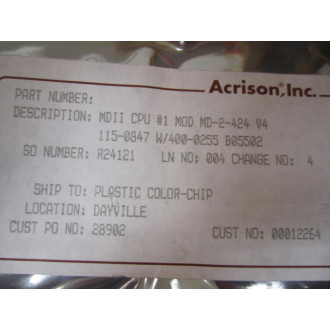 Acrison, Inc.
PART NUMBER:
DESCRIPTION: MDII CPU #1 MOD MD-2-424 V4
115-0847 W/400-0255 B05502
SO NUMBER: R24121 LN NO: 004 CHANGE NO: 4
SHIP TO: PLASTIC COLOR-CHIP
LOCATION: DAYVILLE
CUST PO NO: 28902 CUST NO: 00012264